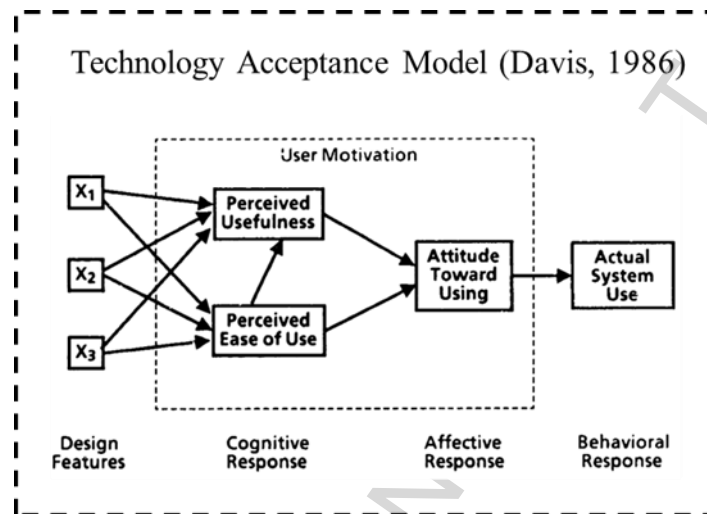 Technology Acceptance Model (Davis, 1986)
User Motivation
X1
Perceived
Usefulness
X2
Attitude
Toward
Using
Actual
System
Use
Perceived
Ease of Use
X3
Design
Features
Cognitive
Response
Affective
Response
Behavioral
Response
T
N